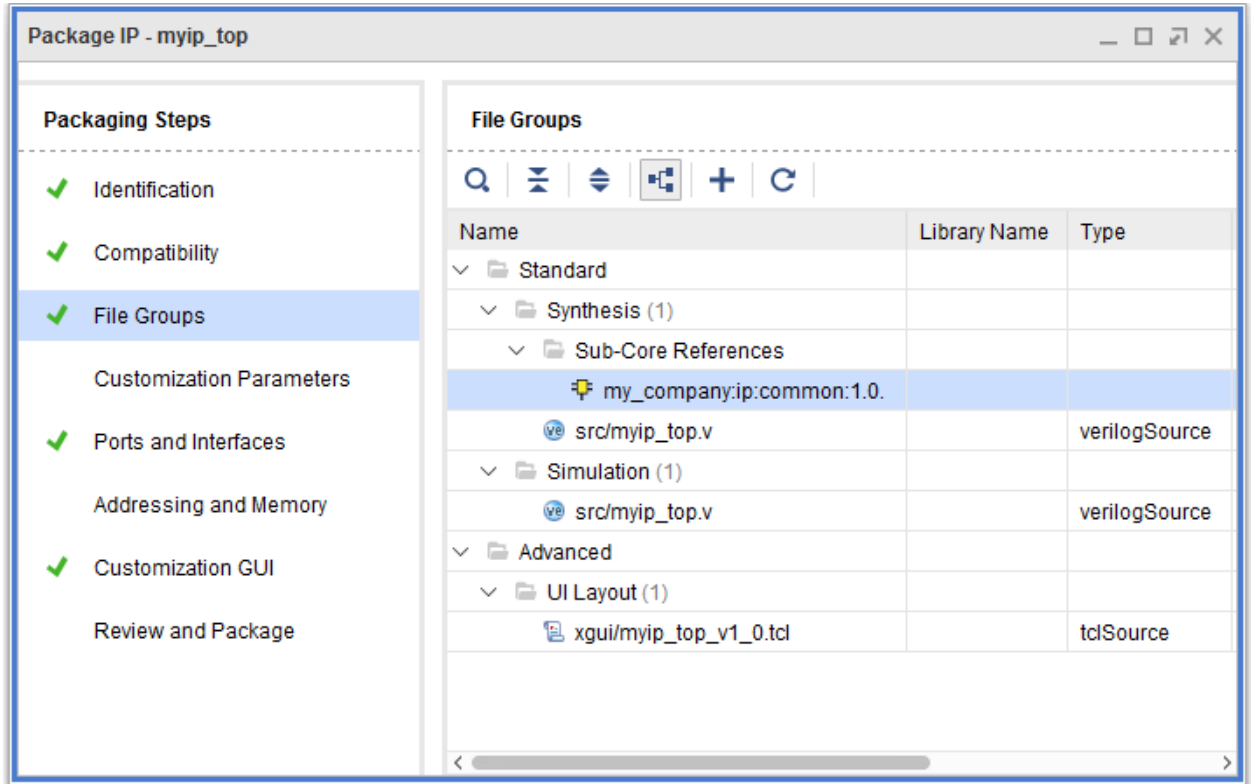 Package IP - myip_top
Packaging Steps
Identification
Compatibility
File Groups
Customization Parameters
Ports and Interfaces
Addressing and Memory
Customization GUI
Review and Package
File Groups
Name Library Name Type
Standard
Synthesis (1)
Sub-Core References
my_company:ip:common:1.0.
src/myip_top.v verilogSource
Simulation (1)
src/myip_top.v verilogSource
Advanced
UI Layout (1)
xgui/myip_top_v1_0.tcl tclSource